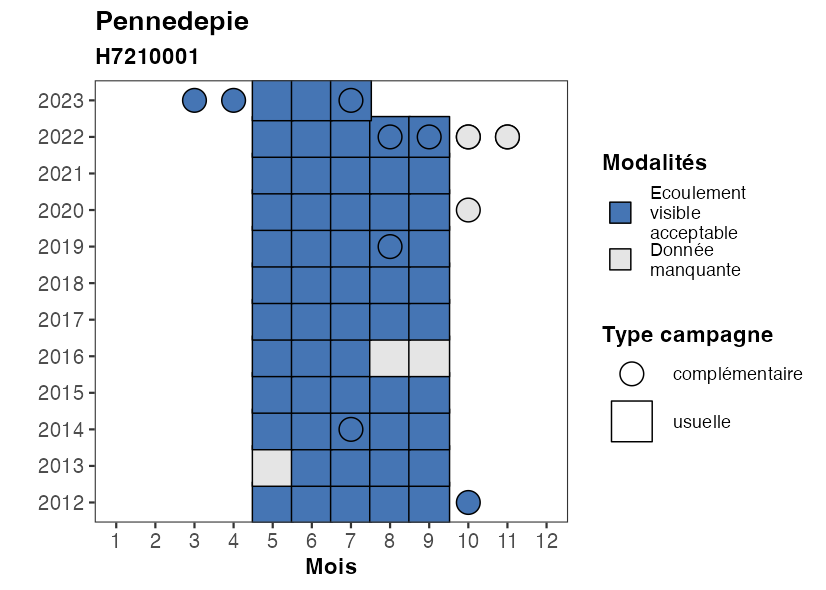 Pennedepie
H7210001
2023
2022
2021
2020
2019
2018
2017
2016
2015
2014
2013
2012
1 2 3 4 5 6 7 8 9 10 11 12
Mois
Modalités
Ecoulement
visible
acceptable
Donnée
manquante
Type campagne
complémentaire
usuelle